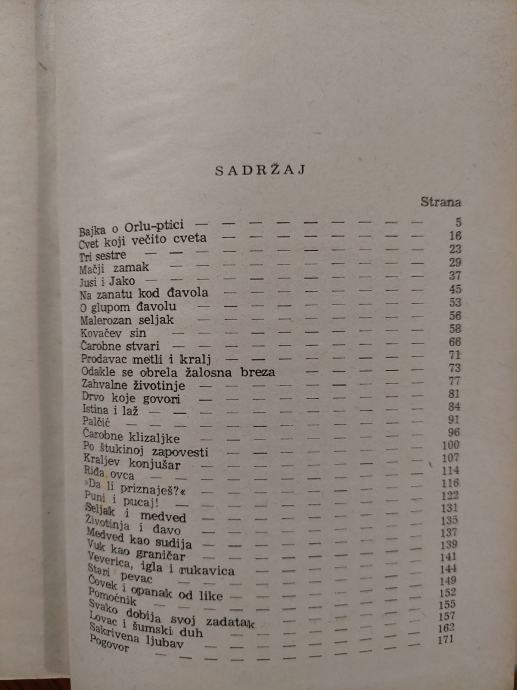 SADRŽAJ
Strana
Bajka o Orlu-ptici — — — — — — — — 5
Cvet koji večito cveta — — — — — — — 16
Tri sestre — — — — — — — — — 23
Mačji zamak — — — — — — — — — 29
Jusi i Jako — — — — — — — — — 37
Na zanatu kod đavola — — — — — — — 45
O glupom đavolu — — — — — — — — 53
Malerozan seljak — — — — — — — — 56
Kovačev sin — — — — — — — — — 58
Čarobne stvari — — — — — — — — 66
Prodavac metli i kralj — — — — — — — 71
Odakle se obrela žalosna breza — — — — — 73
Zahvalne životinje — — — — — — — — 77
Drvo koje govori — — — — — — — — 81
Istina i laž — — — — — — — — — 84
Palčić — — — — — — — — — — 91
Čarobne klizaljke — — — — — — — — 96
Po štukinoj zapovesti — — — — — — — 100
Kraljev konjušar — — — — — — — — 107
Riđa ovca — — — — — — — — — 114
»Da li priznaješ?« — — — — — — — — 116
Puni i pucaj! — — — — — — — — — 122
Seljak i medved — — — — — — — — 131
Životinja i đavo — — — — — — — — 135
Medved kao sudija — — — — — — — — 137
Vuk kao graničar — — — — — — — — 139
Veverica, igla i rukavica — — — — — — 141
Stari pevac — — — — — — — — — 144
Čovek i opanak od like — — — — — — — 149
Pomoćnik — — — — — — — — — 152
Svako dobija svoj zadatak — — — — — — 155
Lovac i šumski duh — — — — — — — 157
Sakrivena ljubav — — — — — — — — 162
Pogovor — — — — — — — — — 171